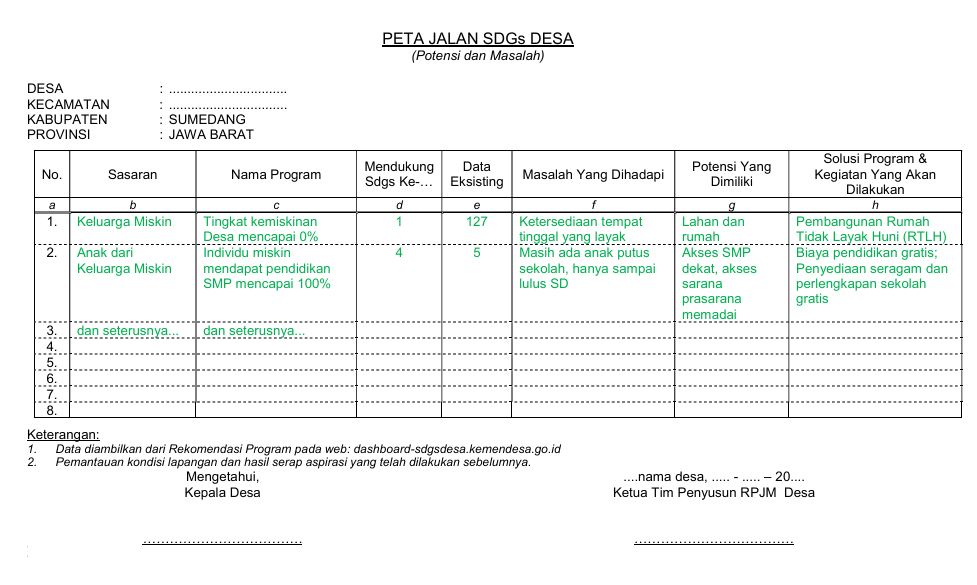 PETA JALAN SDGs DESA
(Potensi dan Masalah)
DESA : ................................
KECAMATAN : ................................
KABUPATEN : SUMEDANG
PROVINSI : JAWA BARAT
No. Sasaran Nama Program Mendukung Sdgs Ke-… Data Eksisting Masalah Yang Dihadapi Potensi Yang Dimiliki Solusi Program & Kegiatan Yang Akan Dilakukan
a b c d e f g h
1. Keluarga Miskin Tingkat kemiskinan Desa mencapai 0% 1 127 Ketersediaan tempat tinggal yang layak Lahan dan rumah Pembangunan Rumah Tidak Layak Huni (RTLH)
2. Anak dari Keluarga Miskin Individu miskin mendapat pendidikan SMP mencapai 100% 4 5 Masih ada anak putus sekolah, hanya sampai lulus SD Akses SMP dekat, akses sarana prasarana memadai Biaya pendidikan gratis; Penyediaan seragam dan perlengkapan sekolah gratis
3. dan seterusnya... dan seterusnya...
4.
5.
6.
7.
8.
Keterangan:
1. Data diambilkan dari Rekomendasi Program pada web: dashboard-sdgsdesa.kemendesa.go.id
2. Pemantauan kondisi lapangan dan hasil serap aspirasi yang telah dilakukan sebelumnya.
Mengetahui,
Kepala Desa
....nama desa, ..... - ..... – 20....
Ketua Tim Penyusun RPJM Desa
………………………………
………………………………